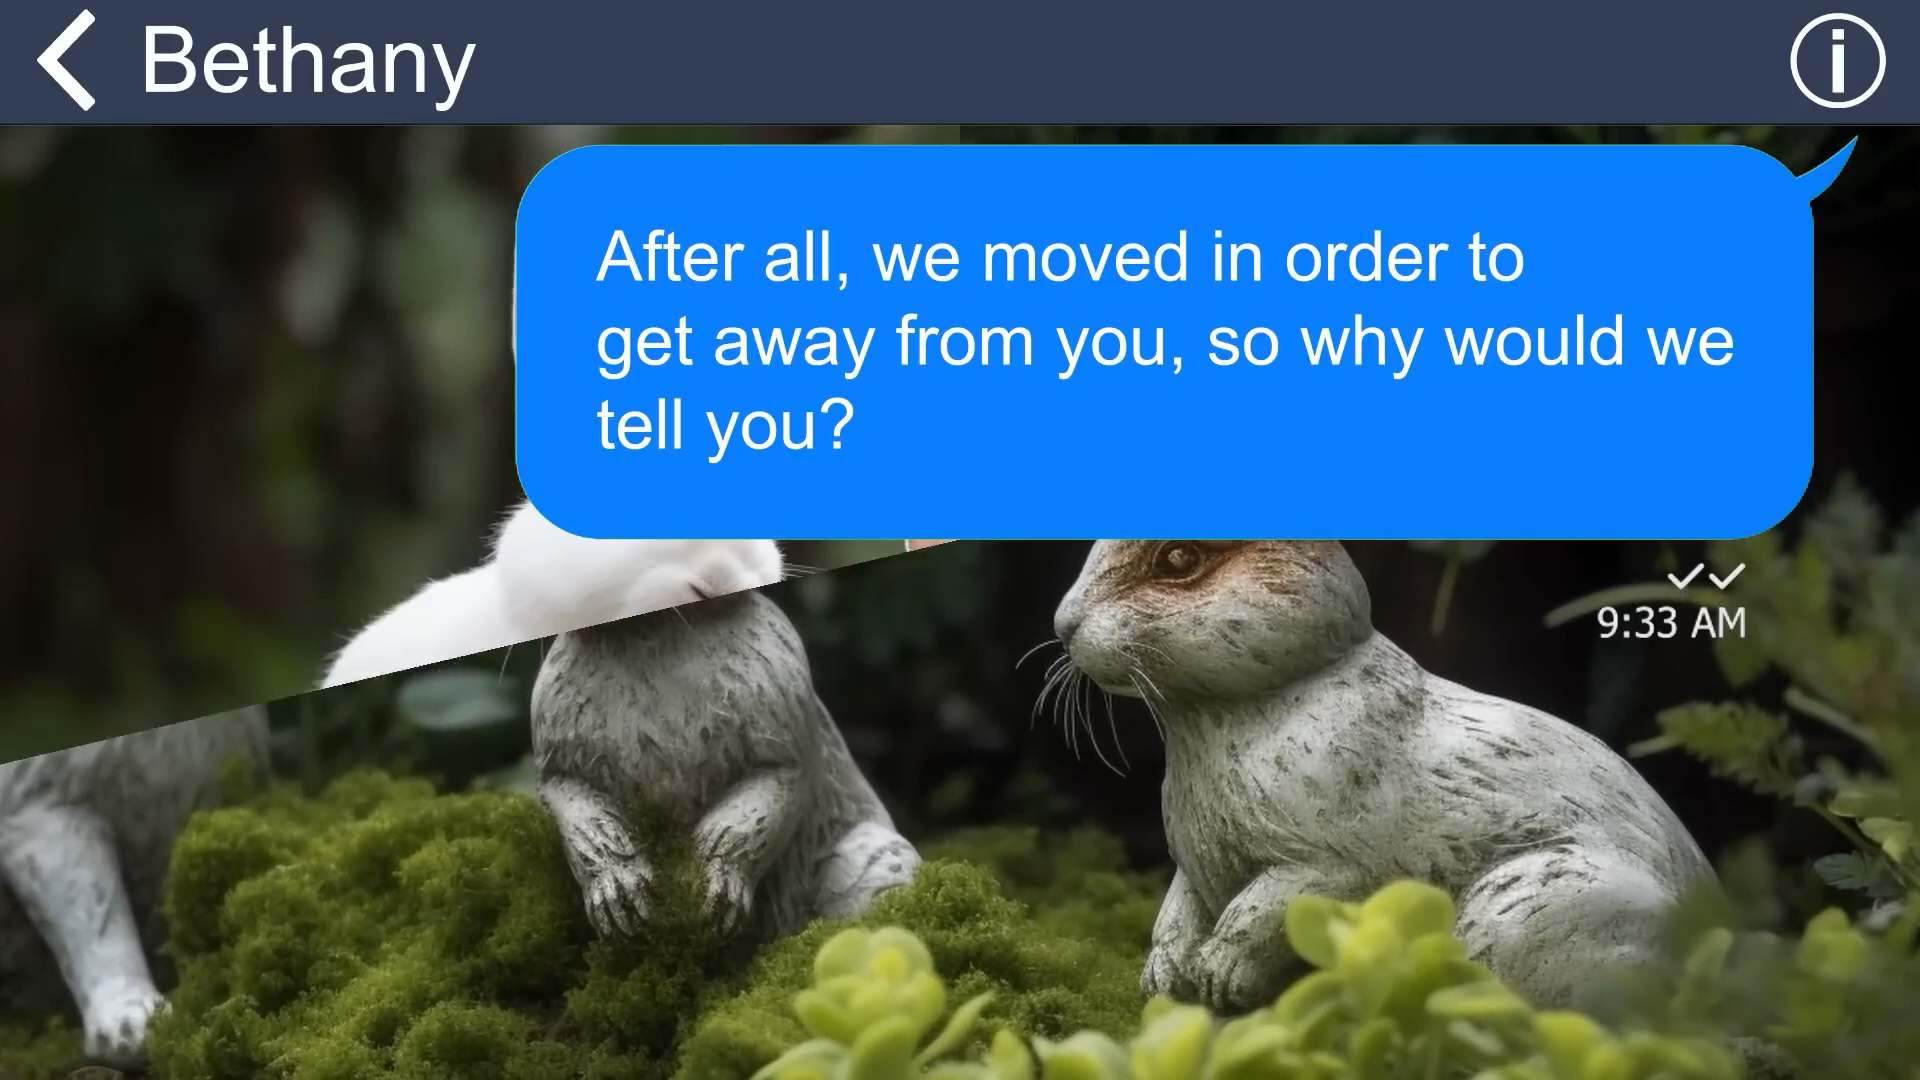 Bethany
After all, we moved in order to
get away from you, so why would we
tell you?
9:33 AM